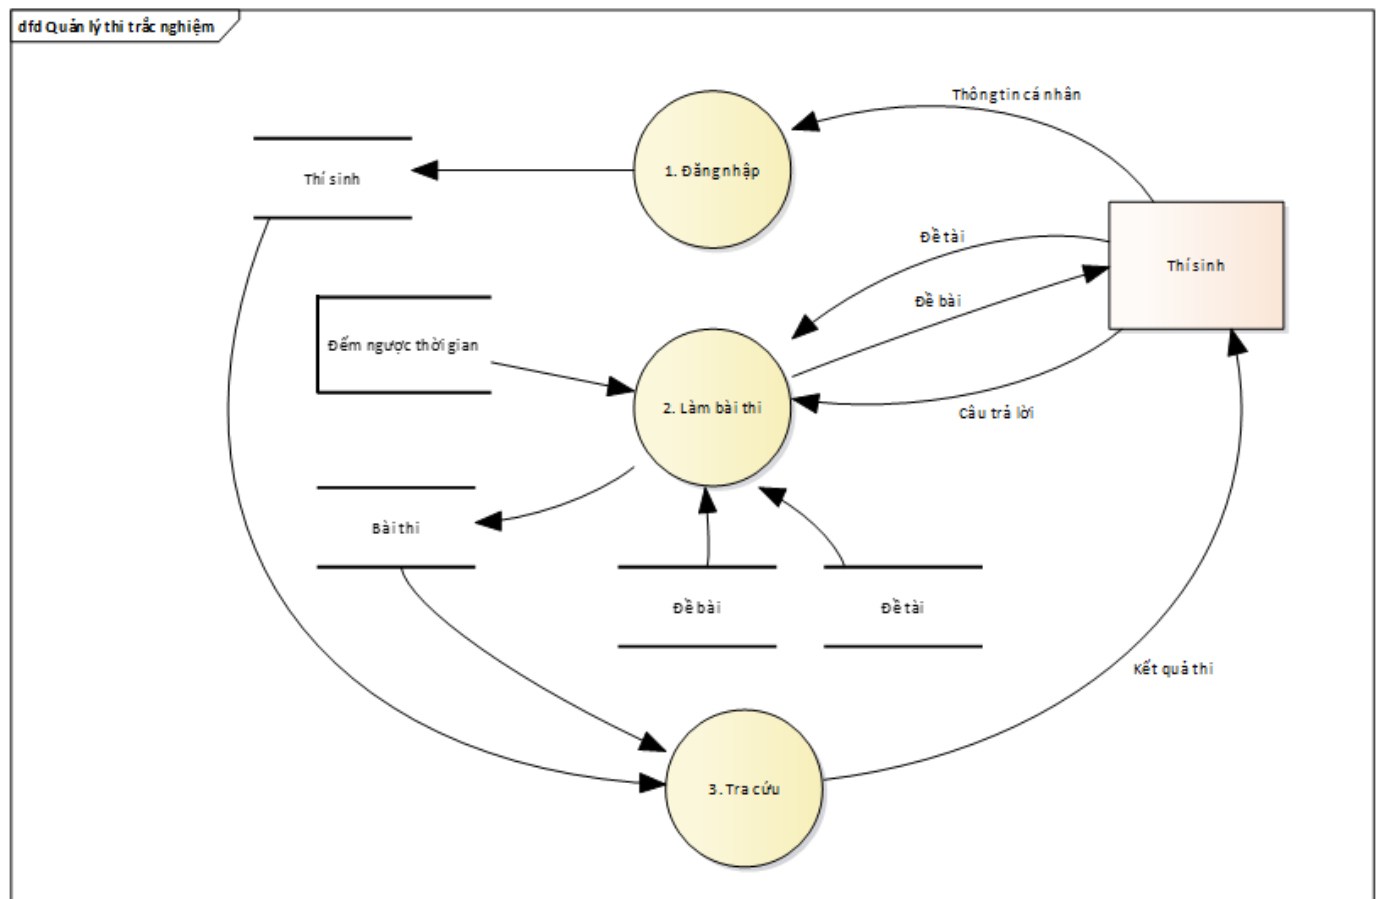 dfd Quản lý thi trắc nghiệm
Thông tin cá nhân
1. Đăng nhập
Thí sinh
Đề tài
Thí sinh
Đề bài
Đếm ngược thời gian
2. Làm bài thi
Câu trả lời
Bài thi
Đề bài
Đề tài
Kết quả thi
3. Tra cứu